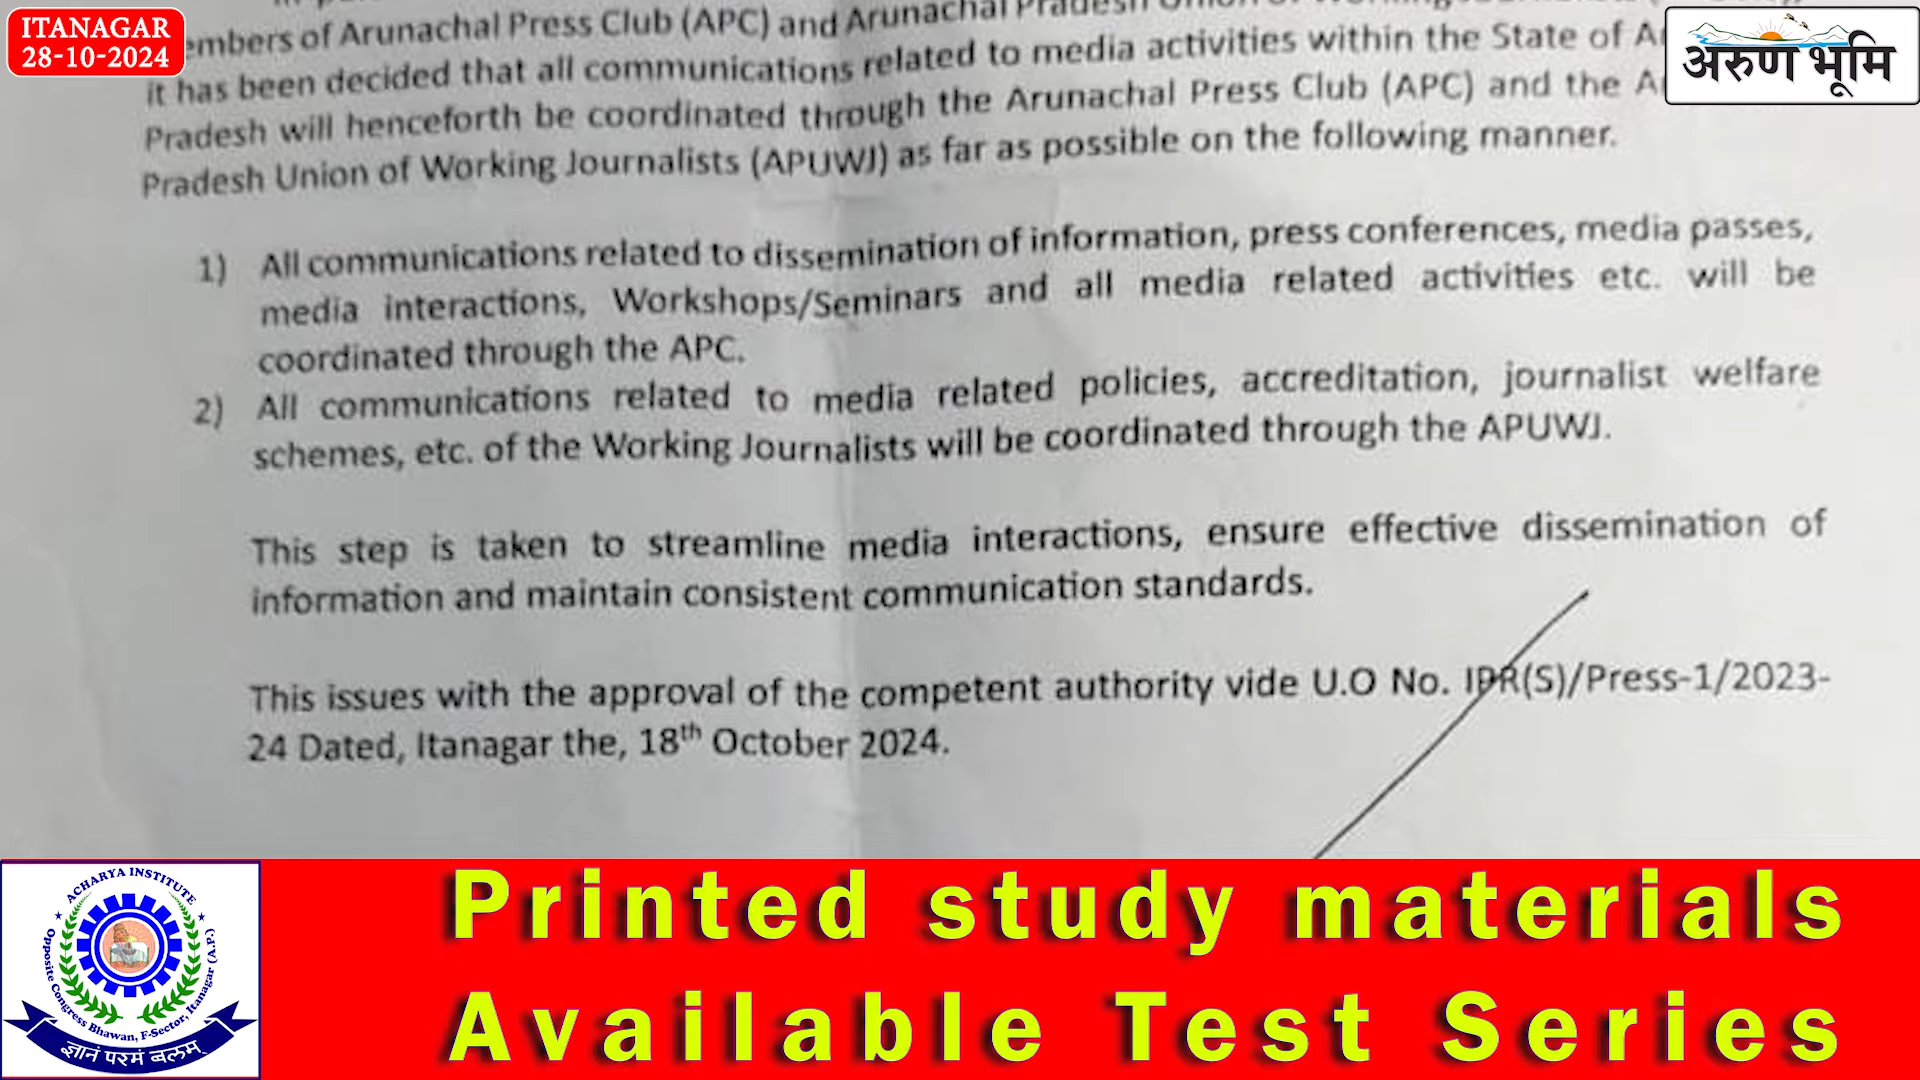 ITANAGAR
28-10-2024
अरुण भूमि
embers of Arunachal Press Club (APC) and Arunachal Pradesh Union of Working
it has been decided that all communications related to media activities within the State of
Pradesh will henceforth be coordinated through the Arunachal Press Club (APC) and the
Pradesh Union of Working Journalists (APUWJ) as far as possible on the following manner.
1) All communications related to dissemination of information, press conferences, media passes,
media interactions, Workshops/Seminars and all media related activities etc. will be
coordinated through the APC.
2) All communications related to media related policies, accreditation, journalist welfare
schemes, etc. of the Working Journalists will be coordinated through the APUWJ.
This step is taken to streamline media interactions, ensure effective dissemination of
information and maintain consistent communication standards.
This issues with the approval of the competent authority vide U.O No. IPR(S)/Press-1/2023-
24 Dated, Itanagar the, 18th October 2024.
ACHARYA INSTITUTE
Opposite Congress Bhawan, F-Sector, Itanagar (A.P.)
ज्ञानं परमं बलम्
Printed study materials
Available Test Series